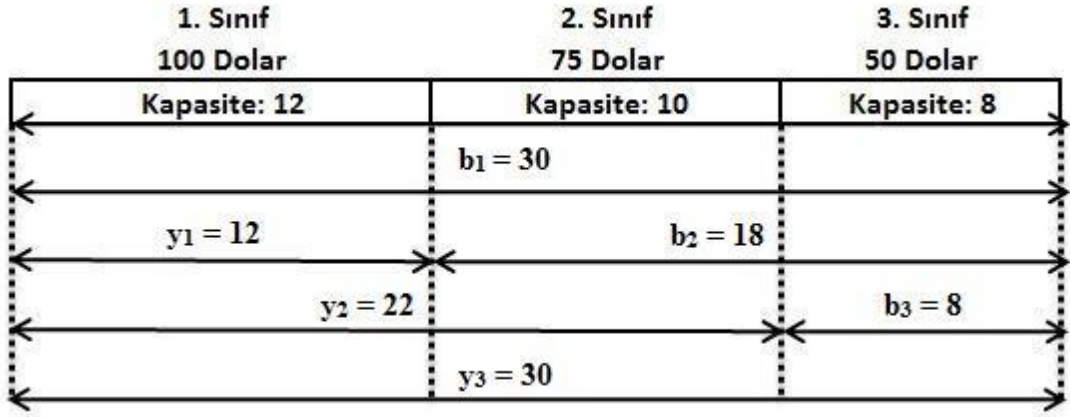 1. Sınıf 2. Sınıf 3. Sınıf
100 Dolar 75 Dolar 50 Dolar
Kapasite: 12 Kapasite: 10 Kapasite: 8
b1 = 30
y1 = 12 b2 = 18
y2 = 22 b3 = 8
y3 = 30